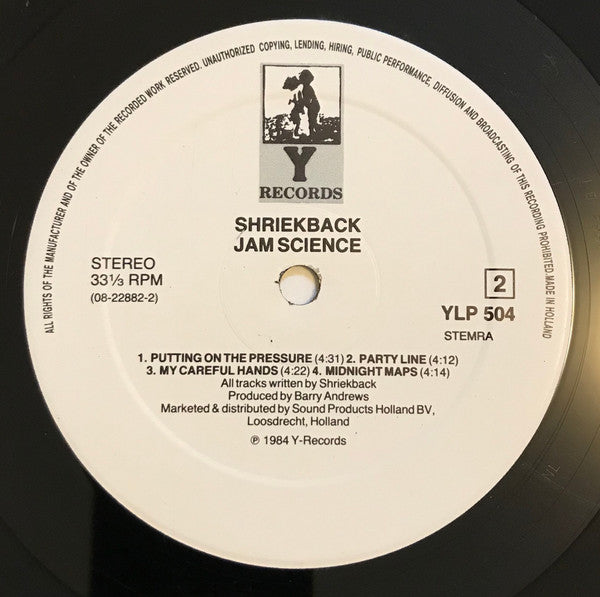 ALL RIGHTS OF THE MANUFACTURER AND OF THE OWNER OF THE RECORDED WORK RESERVED. UNAUTHORIZED COPYING, LENDING, HIRING, PUBLIC PERFORMANCE, DIFFUSION AND BROADCASTING OF THIS RECORDING PROHIBITED. MADE IN HOLLAND
Y
RECORDS
SHRIEKBACK
JAM SCIENCE
STEREO
33⅓ RPM
(08-22882-2)
2
YLP 504
STEMRA
1. PUTTING ON THE PRESSURE (4:31) 2. PARTY LINE (4:12)
3. MY CAREFUL HANDS (4:22) 4. MIDNIGHT MAPS (4:14)
All tracks written by Shriekback
Produced by Barry Andrews
Marketed & distributed by Sound Products Holland BV,
Loosdrecht, Holland
℗ 1984 Y-Records